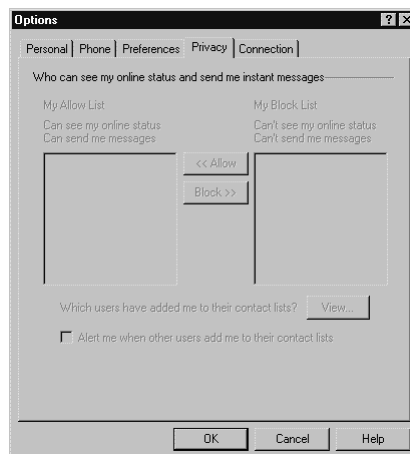 Options
Personal Phone Preferences Privacy Connection
Who can see my online status and send me instant messages
My Allow List My Block List
Can see my online status Can't see my online status
Can send me messages Can't send me messages
<< Allow
Block >>
Which users have added me to their contact lists? View...
Alert me when other users add me to their contact lists
OK Cancel Help